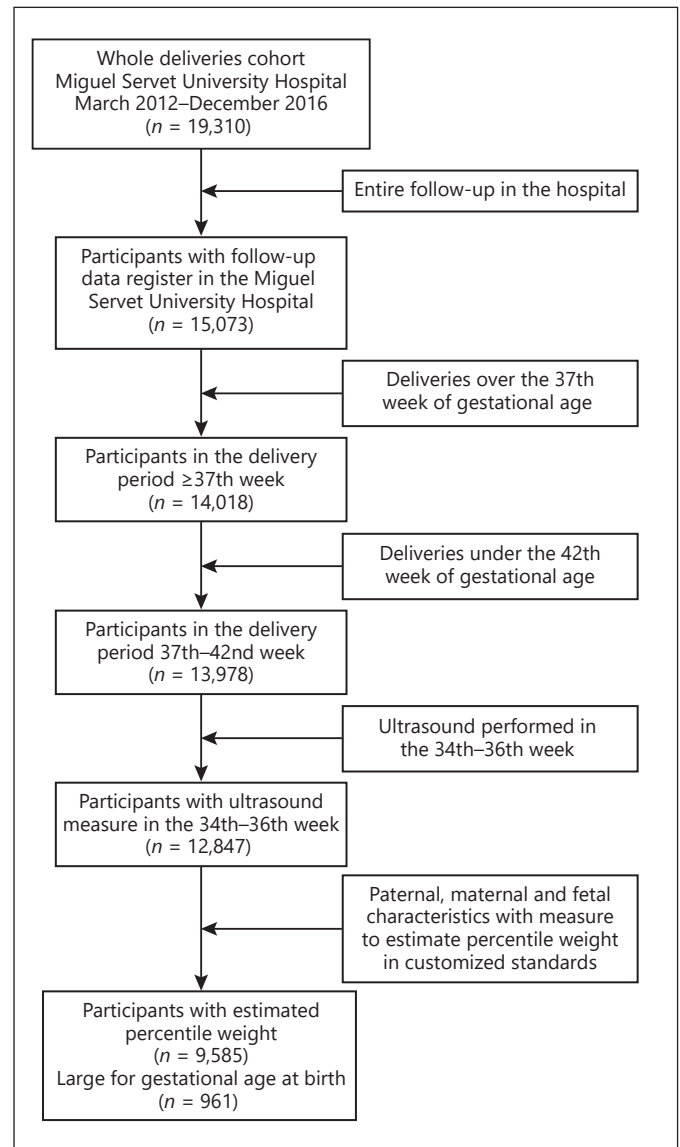 Whole deliveries cohort
Miguel Servet University Hospital
March 2012–December 2016
(n = 19,310)
Entire follow-up in the hospital
Participants with follow-up
data register in the Miguel
Servet University Hospital
(n = 15,073)
Deliveries over the 37th
week of gestational age
Participants in the delivery
period ≥37th week
(n = 14,018)
Deliveries under the 42th
week of gestational age
Participants in the delivery
period 37th–42nd week
(n = 13,978)
Ultrasound performed in
the 34th–36th week
Participants with ultrasound
measure in the 34th–36th week
(n = 12,847)
Paternal, maternal and fetal
characteristics with measure
to estimate percentile weight
in customized standards
Participants with estimated
percentile weight
(n = 9,585)
Large for gestational age at birth
(n = 961)